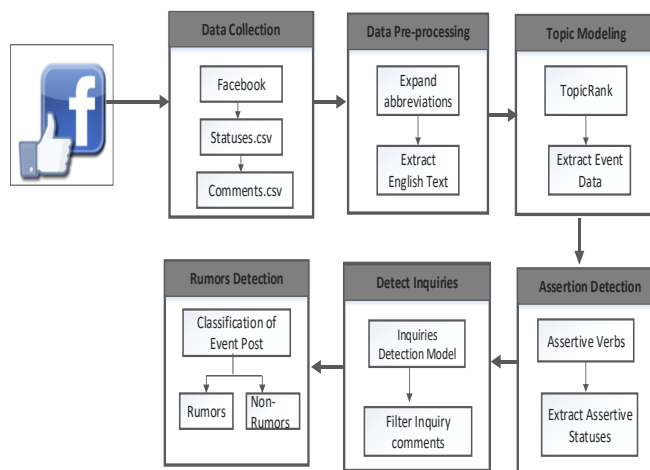 Data Collection
Facebook
Statuses.csv
Comments.csv
Data Pre-processing
Expand
abbreviations
Extract
English Text
Topic Modeling
TopicRank
Extract Event
Data
Rumors Detection
Classification of
Event Post
Rumors
Non-
Rumors
Detect Inquiries
Inquiries
Detection Model
Filter Inquiry
comments
Assertion Detection
Assertive Verbs
Extract Assertive
Statuses